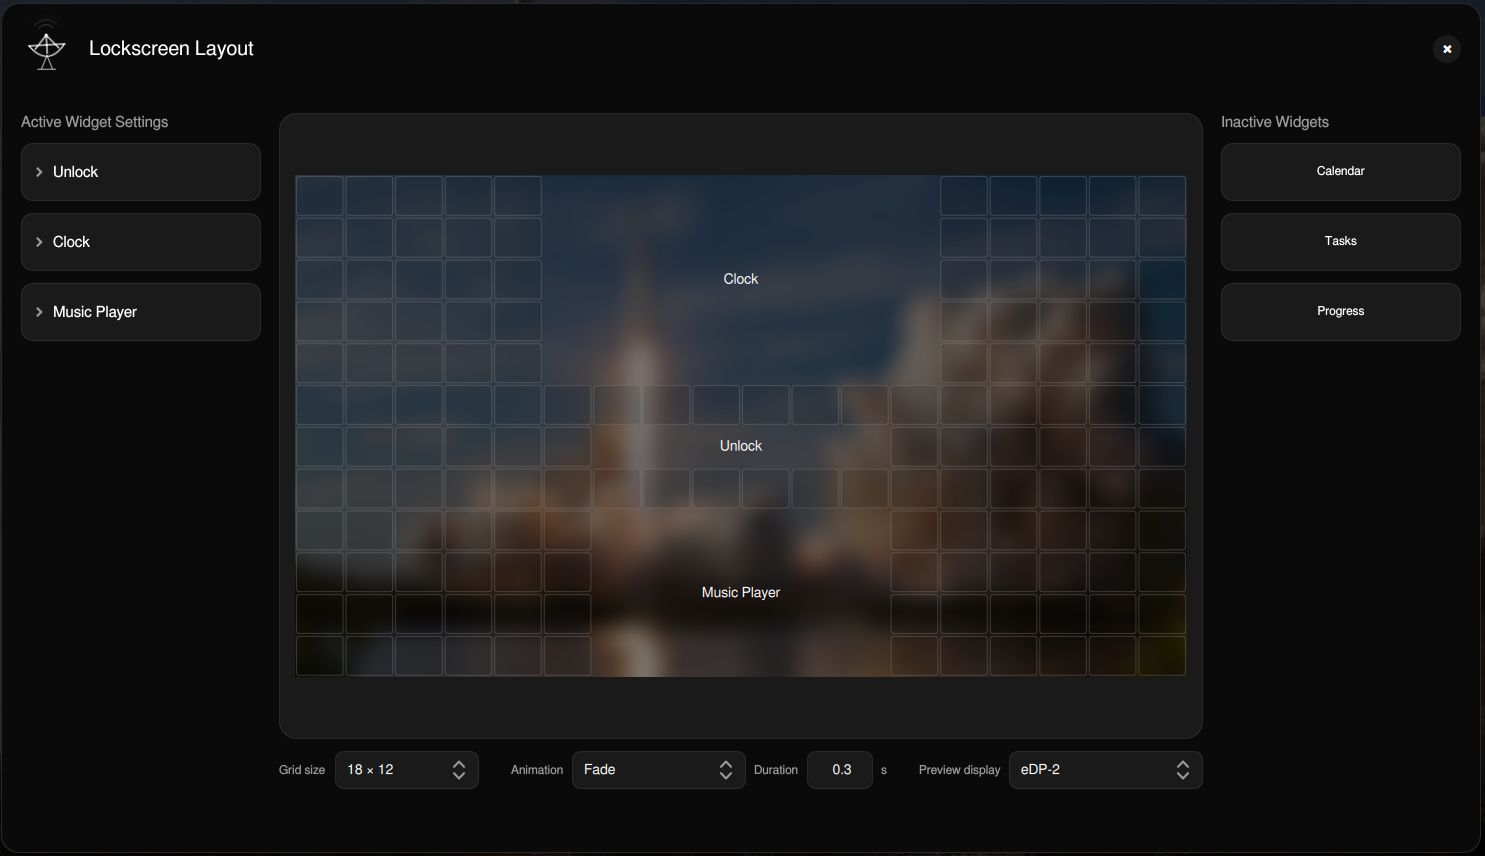 Lockscreen Layout
Active Widget Settings
Unlock
Clock
Music Player
Clock
Unlock
Music Player
Grid size
18 × 12
Animation
Fade
Duration
0.3
s
Preview display
eDP-2
Inactive Widgets
Calendar
Tasks
Progress